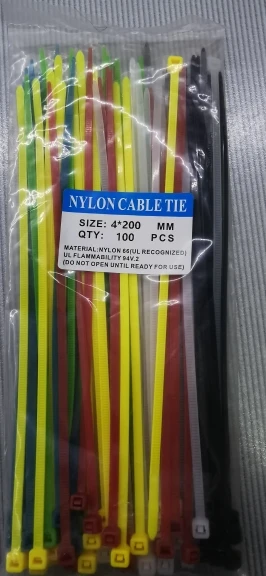 NYLON CABLE TIE
SIZE: 4*200 MM
QTY: 100 PCS
MATERIAL:NYLON 66(UL RECOGNIZED)
UL FLAMMABILITY 94V.2
(DO NOT OPEN UNTIL READY FOR USE)